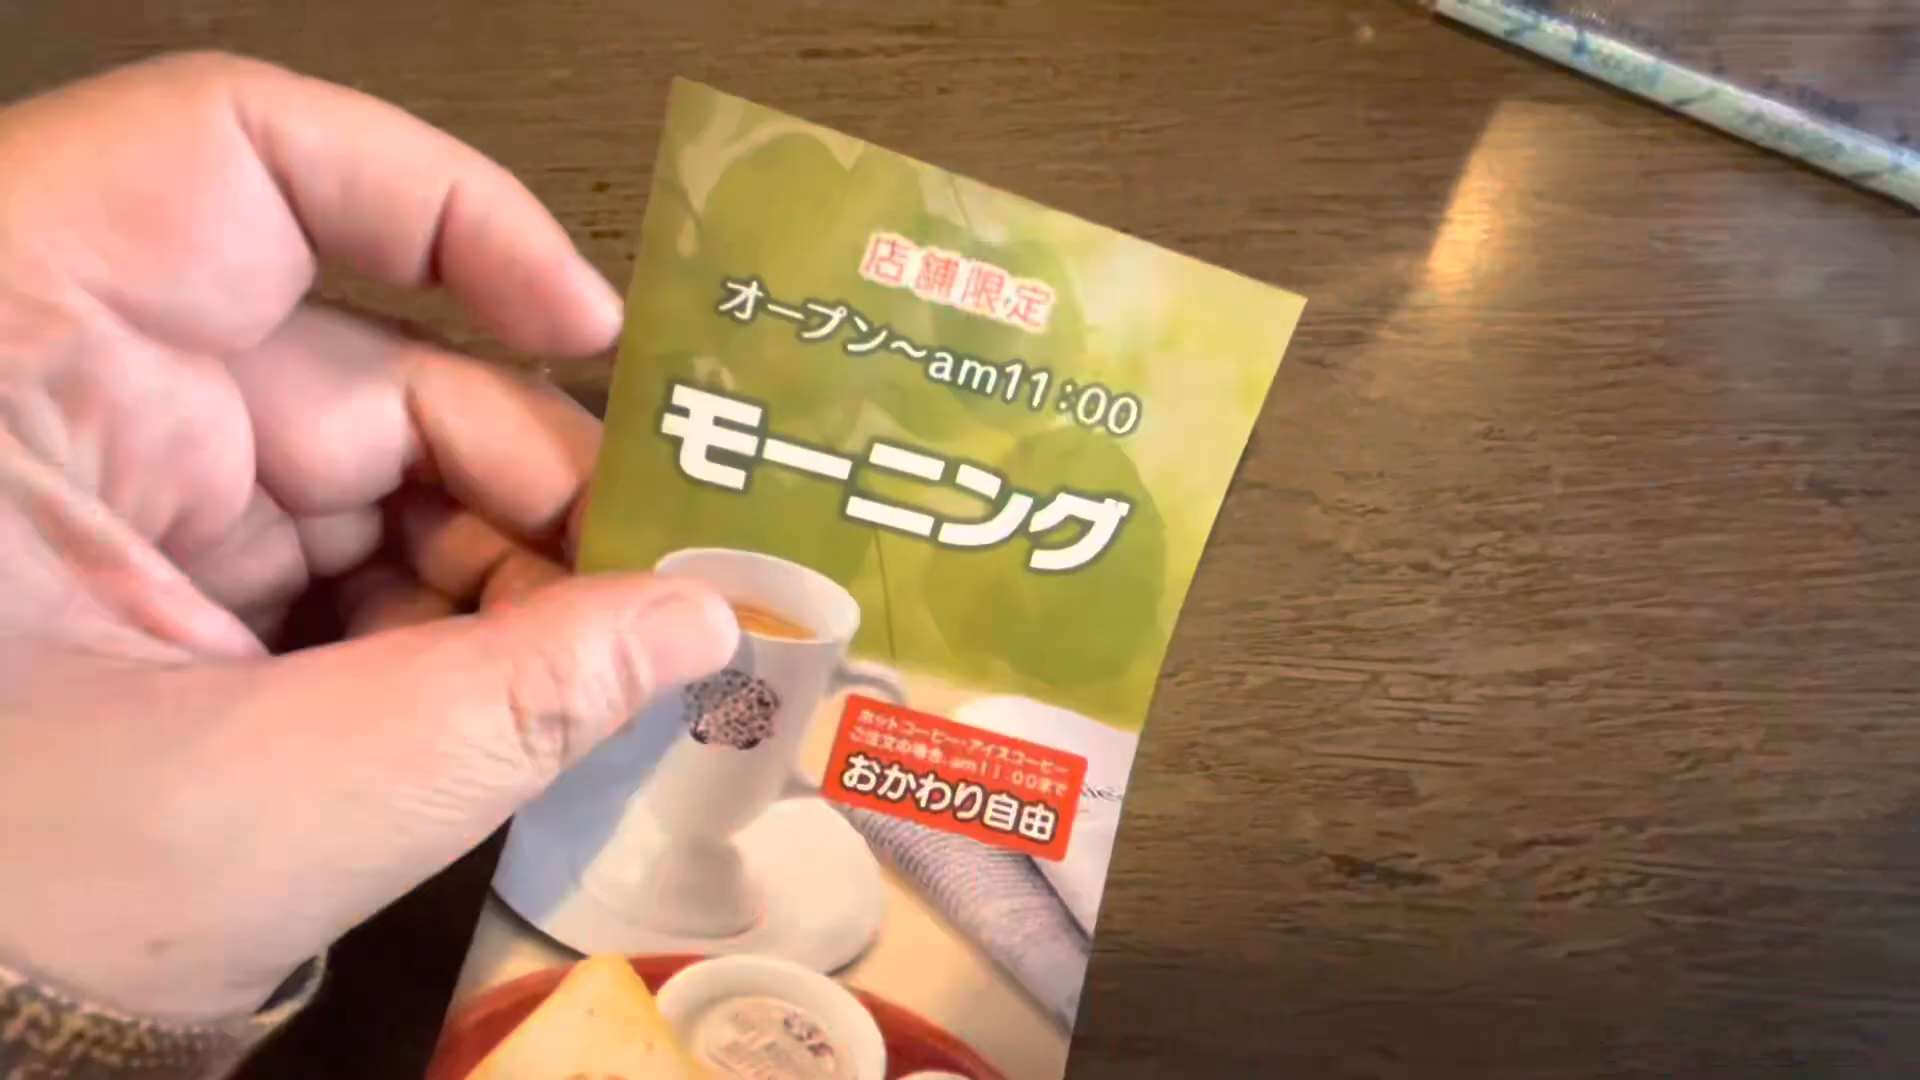 店舗限定
オープン～am11：00
モーニング
ホットコーヒー・アイスコーヒー
ご注文の場合、am11：00まで
おかわり自由